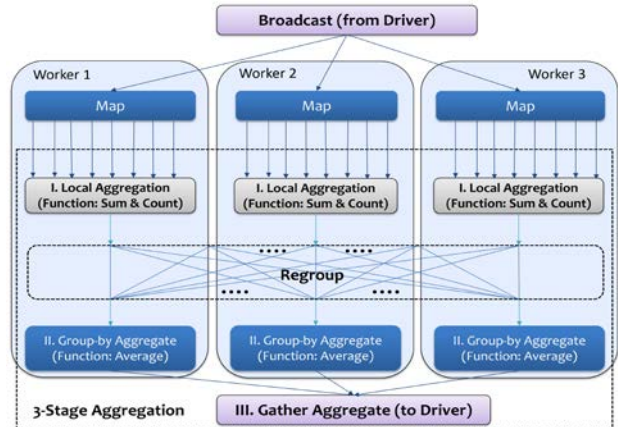 Broadcast (from Driver)
Worker 1
Worker 2
Worker 3
Map
Map
Map
I. Local Aggregation
(Function: Sum & Count)
I. Local Aggregation
(Function: Sum & Count)
I. Local Aggregation
(Function: Sum & Count)
Regroup
II. Group-by Aggregate
(Function: Average)
II. Group-by Aggregate
(Function: Average)
II. Group-by Aggregate
(Function: Average)
3-Stage Aggregation
III. Gather Aggregate (to Driver)